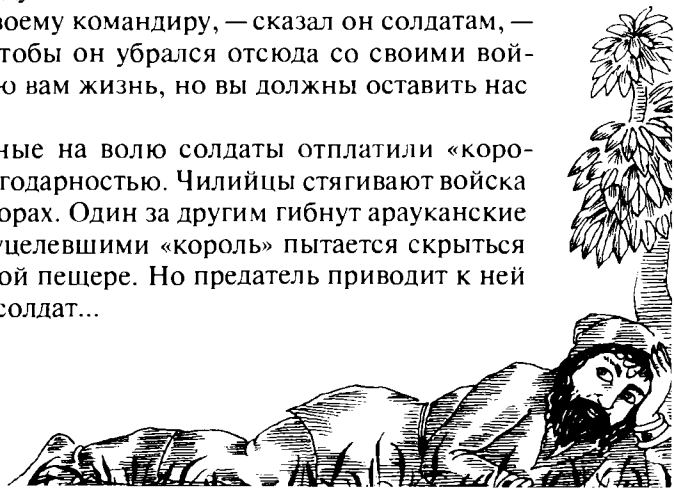 воему командиру, — сказал он солдатам, —
тобы он убрался отсюда со своими вой-
ю вам жизнь, но вы должны оставить нас
ные на волю солдаты отплатили «коро-
годарностью. Чилийцы стягивают войска
орах. Один за другим гибнут арауканские
уцелевшими «король» пытается скрыться
ой пещере. Но предатель приводит к ней
солдат...